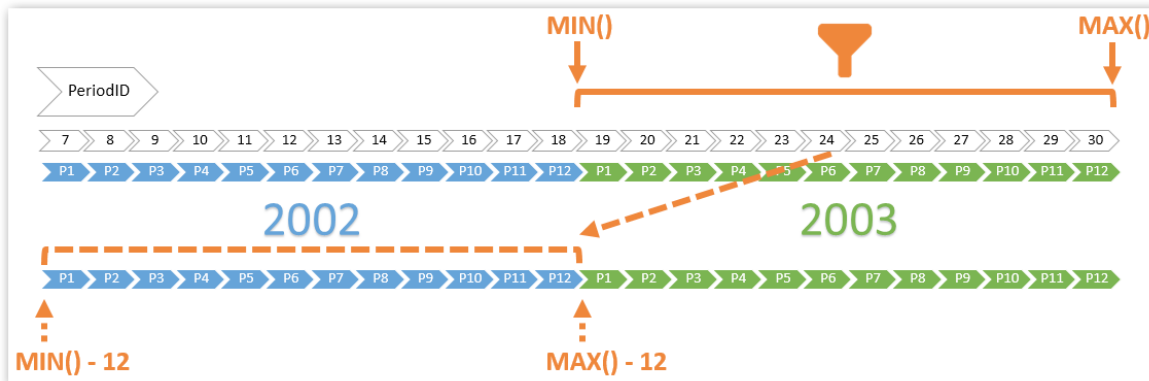 MIN() MAX()
PeriodID
7 8 9 10 11 12 13 14 15 16 17 18 19 20 21 22 23 24 25 26 27 28 29 30
P1 P2 P3 P4 P5 P6 P7 P8 P9 P10 P11 P12 P1 P2 P3 P4 P5 P6 P7 P8 P9 P10 P11 P12
2002 2003
P1 P2 P3 P4 P5 P6 P7 P8 P9 P10 P11 P12 P1 P2 P3 P4 P5 P6 P7 P8 P9 P10 P11 P12
MIN() - 12 MAX() - 12